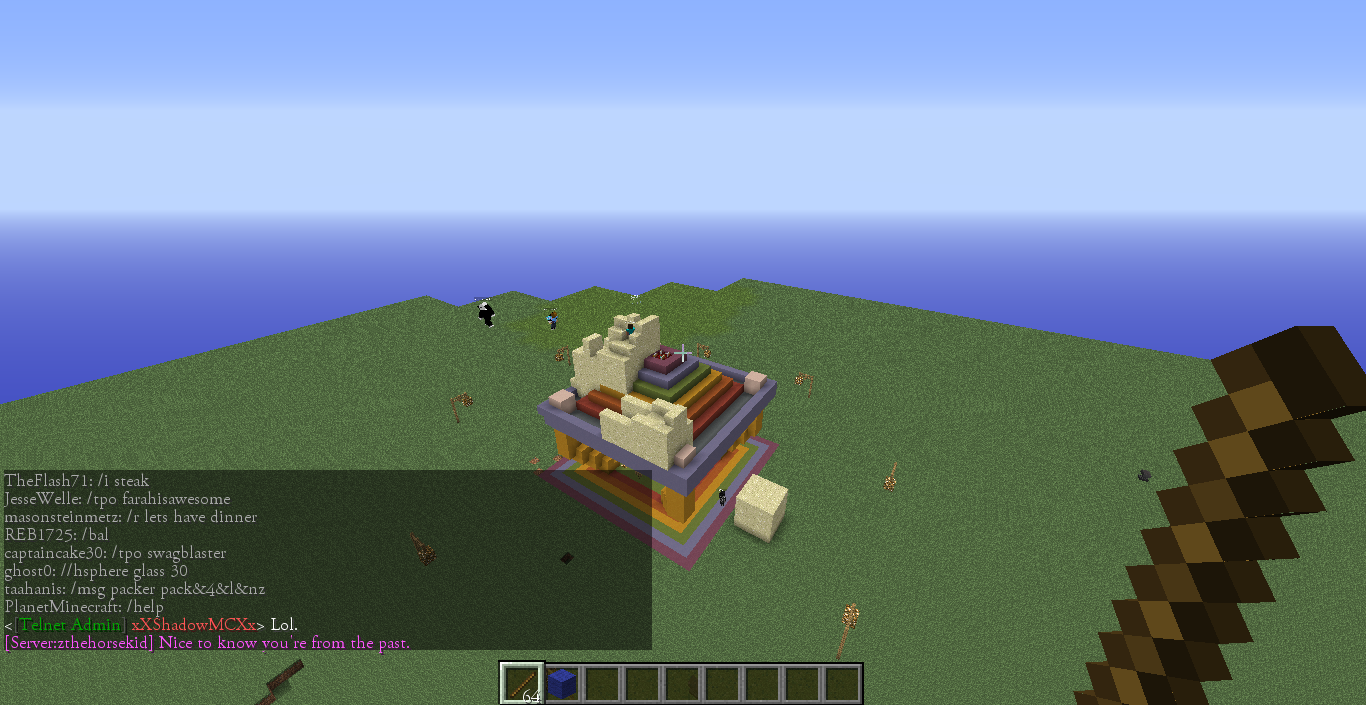 TheFlash71: /i steak
JesseWelle: /tpo farahisawesome
masonsteinmetz: /r lets have dinner
REB1725: /bal
captaincake30: /tpo swagblaster
ghost0: //hsphere glass 30
taahanis: /msg packer pack&4&l&nz
PlanetMinecraft: /help
<[Telnet Admin] xXShadowMCXx> Lol.
[Server:zthehorsekid] Nice to know you're from the past.
64